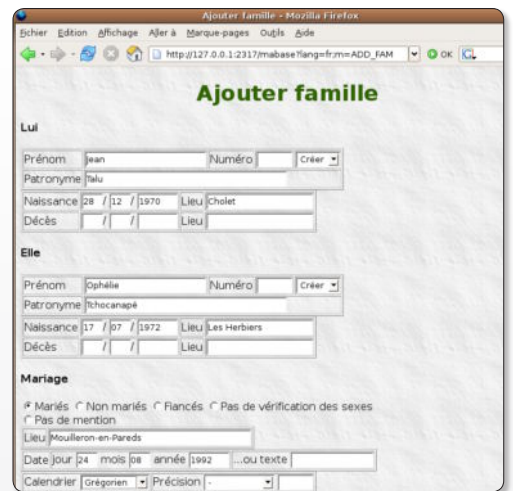 Ajouter famille - Mozilla Firefox
Fichier Edition Affichage Aller à Marque-pages Outils Aide
http://127.0.0.1:2317/mabase?lang=fr;m=ADD_FAM OK G
Ajouter famille
Lui
Prénom Jean Numéro Créer
Patronyme Talu
Naissance 28 / 12 / 1970 Lieu Cholet
Décès / / Lieu
Elle
Prénom Ophélie Numéro Créer
Patronyme Tchocanapé
Naissance 17 / 07 / 1972 Lieu Les Herbiers
Décès / / Lieu
Mariage
Mariés Non mariés Fiancés Pas de vérification des sexes
Pas de mention
Lieu Mouilleron-en-Pareds
Date jour 24 mois 08 année 1992 ...ou texte
Calendrier Grégorien Précision -